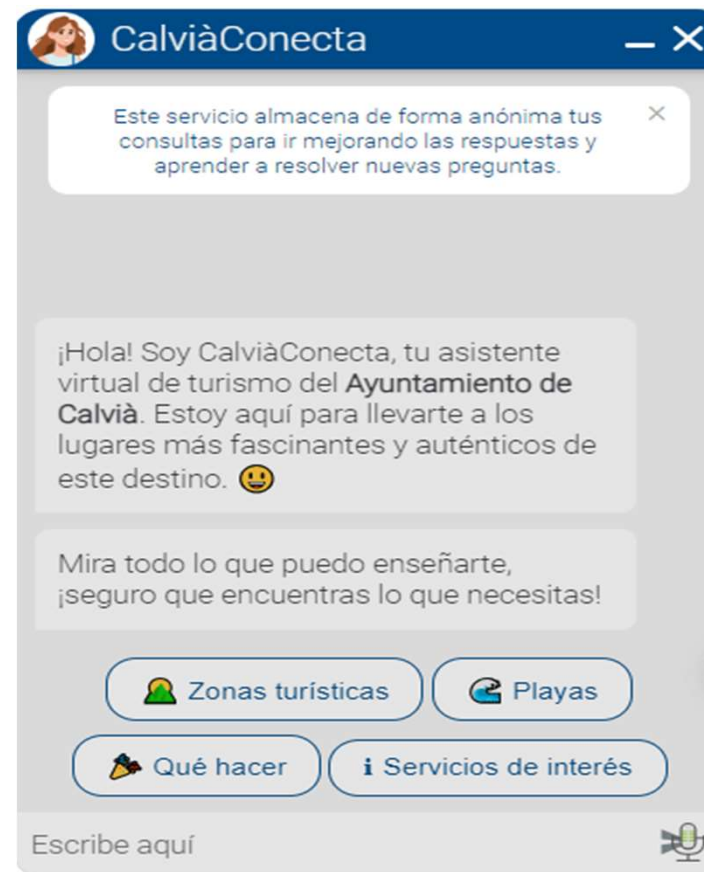 CalviàConecta
Este servicio almacena de forma anónima tus
consultas para ir mejorando las respuestas y
aprender a resolver nuevas preguntas.
¡Hola! Soy CalviàConecta, tu asistente
virtual de turismo del Ayuntamiento de
Calvià. Estoy aquí para llevarte a los
lugares más fascinantes y auténticos de
este destino. 😃
Mira todo lo que puedo enseñarte,
¡seguro que encuentras lo que necesitas!
Zonas turísticas
Playas
Qué hacer
i Servicios de interés
Escribe aquí